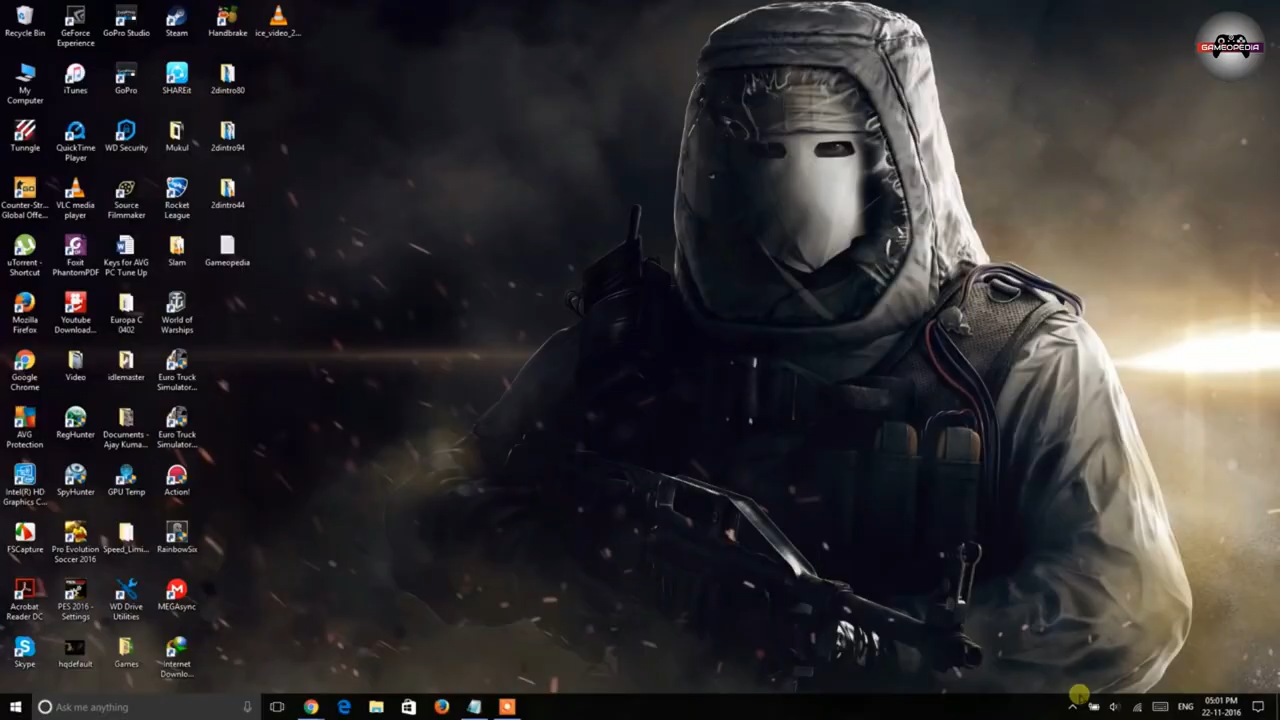 Recycle Bin
GeForce
Experience
GoPro Studio
Steam
Handbrake
ice_video_2...
GAMEOPEDIA
My
Computer
iTunes
GoPro
SHAREit
2dintro80
Tunngle
QuickTime
Player
WD Security
Mukul
2dintro94
Counter-Str...
Global Offe...
VLC media
player
Source
Filmmaker
Rocket
League
2dintro44
uTorrent -
Shortcut
Foxit
PhantomPDF
Keys for AVG
PC Tune Up
Slam
Gameopedia
Mozilla
Firefox
Youtube
Download...
Europa C
0402
World of
Warships
Google
Chrome
Video
idlemaster
Euro Truck
Simulator...
AVG
Protection
RegHunter
Documents -
Ajay Kuma...
Euro Truck
Simulator...
Intel(R) HD
Graphics C...
SpyHunter
GPU Temp
Action!
FSCapture
Pro Evolution
Soccer 2016
Speed_Limi...
RainbowSix
Acrobat
Reader DC
PES 2016 -
Settings
WD Drive
Utilities
MEGAsync
Skype
hqdefault
Games
Internet
Downlo...
Ask me anything
ENG
05:01 PM
22-11-2016